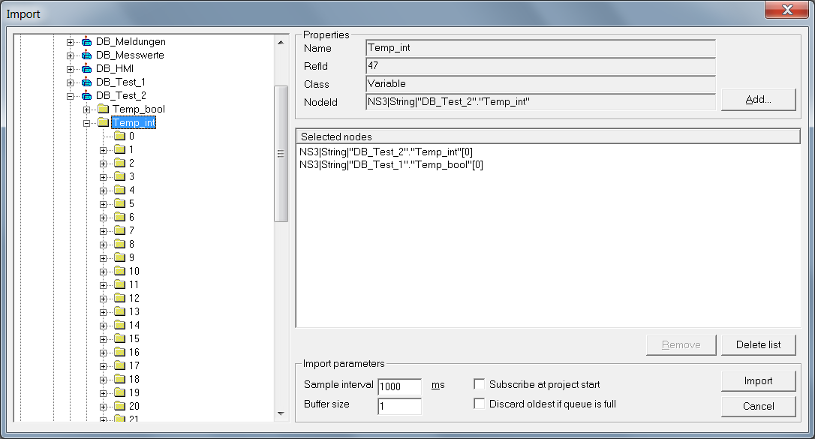 Import
DB_Meldungen
DB_Messwerte
DB_HMI
DB_Test_1
DB_Test_2
Temp_bool
Temp_int
0
1
2
3
4
5
6
7
8
9
10
11
12
13
14
15
16
17
18
19
20
21
Properties
Name Temp_int
RefId 47
Class Variable
NodeId NS3|String|"DB_Test_2"."Temp_int"
Add...
Selected nodes
NS3|String|"DB_Test_2"."Temp_int"[0]
NS3|String|"DB_Test_1"."Temp_bool"[0]
Remove Delete list
Import parameters
Sample interval 1000 ms Subscribe at project start Import
Buffer size 1 Discard oldest if queue is full Cancel